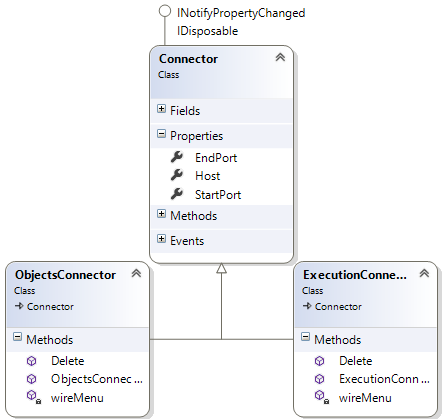 INotifyPropertyChanged
IDisposable
Connector
Class
Fields
Properties
EndPort
Host
StartPort
Methods
Events
ObjectsConnector
Class
Connector
Methods
Delete
ObjectsConnec...
wireMenu
ExecutionConne...
Class
Connector
Methods
Delete
ExecutionConn...
wireMenu